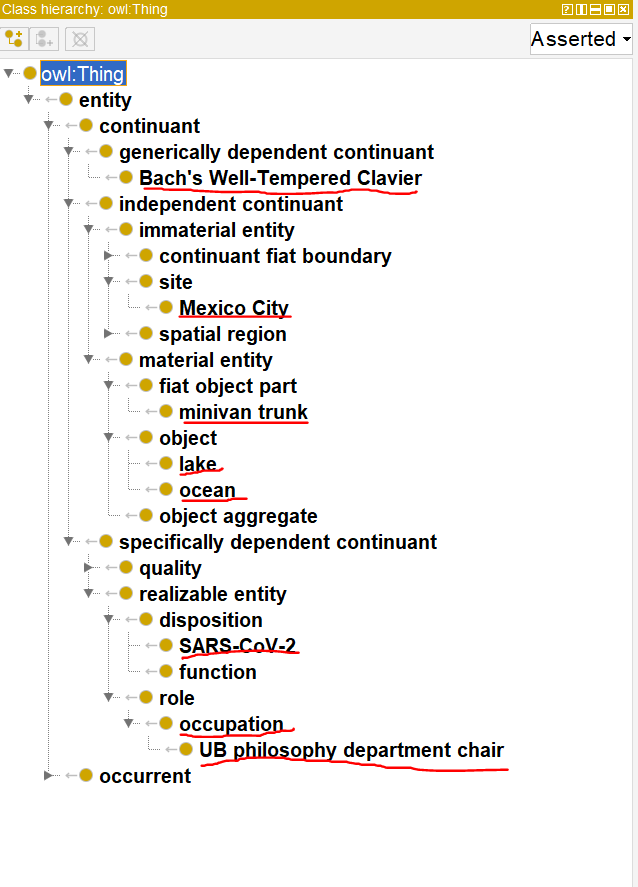 Class hierarchy: owl:Thing
Asserted
owl:Thing
entity
continuant
generically dependent continuant
Bach's Well-Tempered Clavier
independent continuant
immaterial entity
continuant fiat boundary
site
Mexico City
spatial region
material entity
fiat object part
minivan trunk
object
lake
ocean
object aggregate
specifically dependent continuant
quality
realizable entity
disposition
SARS-CoV-2
function
role
occupation
UB philosophy department chair
occurrent